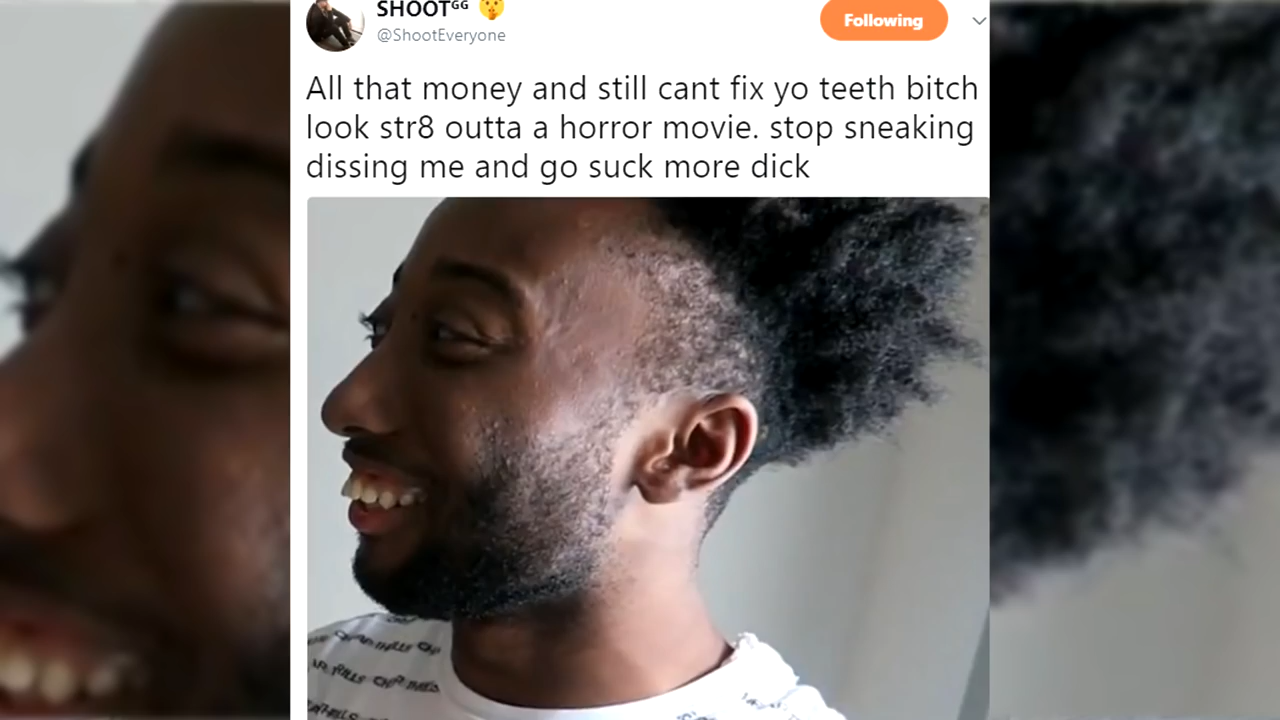 SHOOTᴳᴳ 🤫
@ShootEveryone
Following
All that money and still cant fix yo teeth bitch
look str8 outta a horror movie. stop sneaking
dissing me and go suck more dick